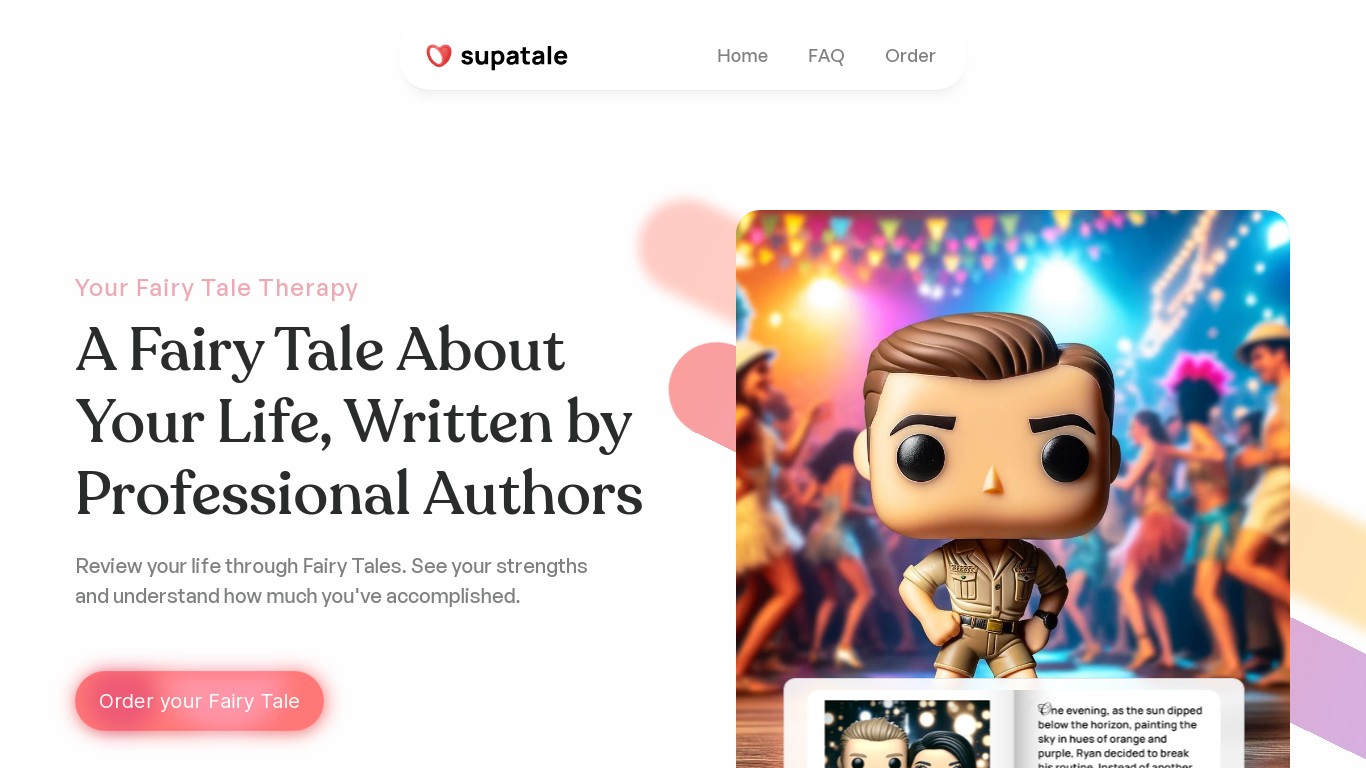 supatale
Home
FAQ
Order
Your Fairy Tale Therapy
A Fairy Tale About
Your Life, Written by
Professional Authors
Review your life through Fairy Tales. See your strengths
and understand how much you've accomplished.
Order your Fairy Tale
One evening, as the sun dipped
below the horizon, painting the
sky in hues of orange and
purple, Ryan decided to break
his routine. Instead of another